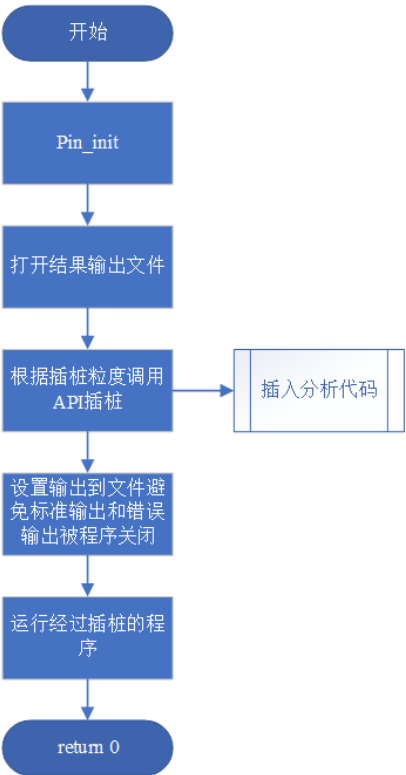 开始
Pin_init
打开结果输出文件
根据插桩粒度调用
API插桩
插入分析代码
设置输出到文件避
免标准输出和错误
输出被程序关闭
运行经过插桩的程
序
return 0